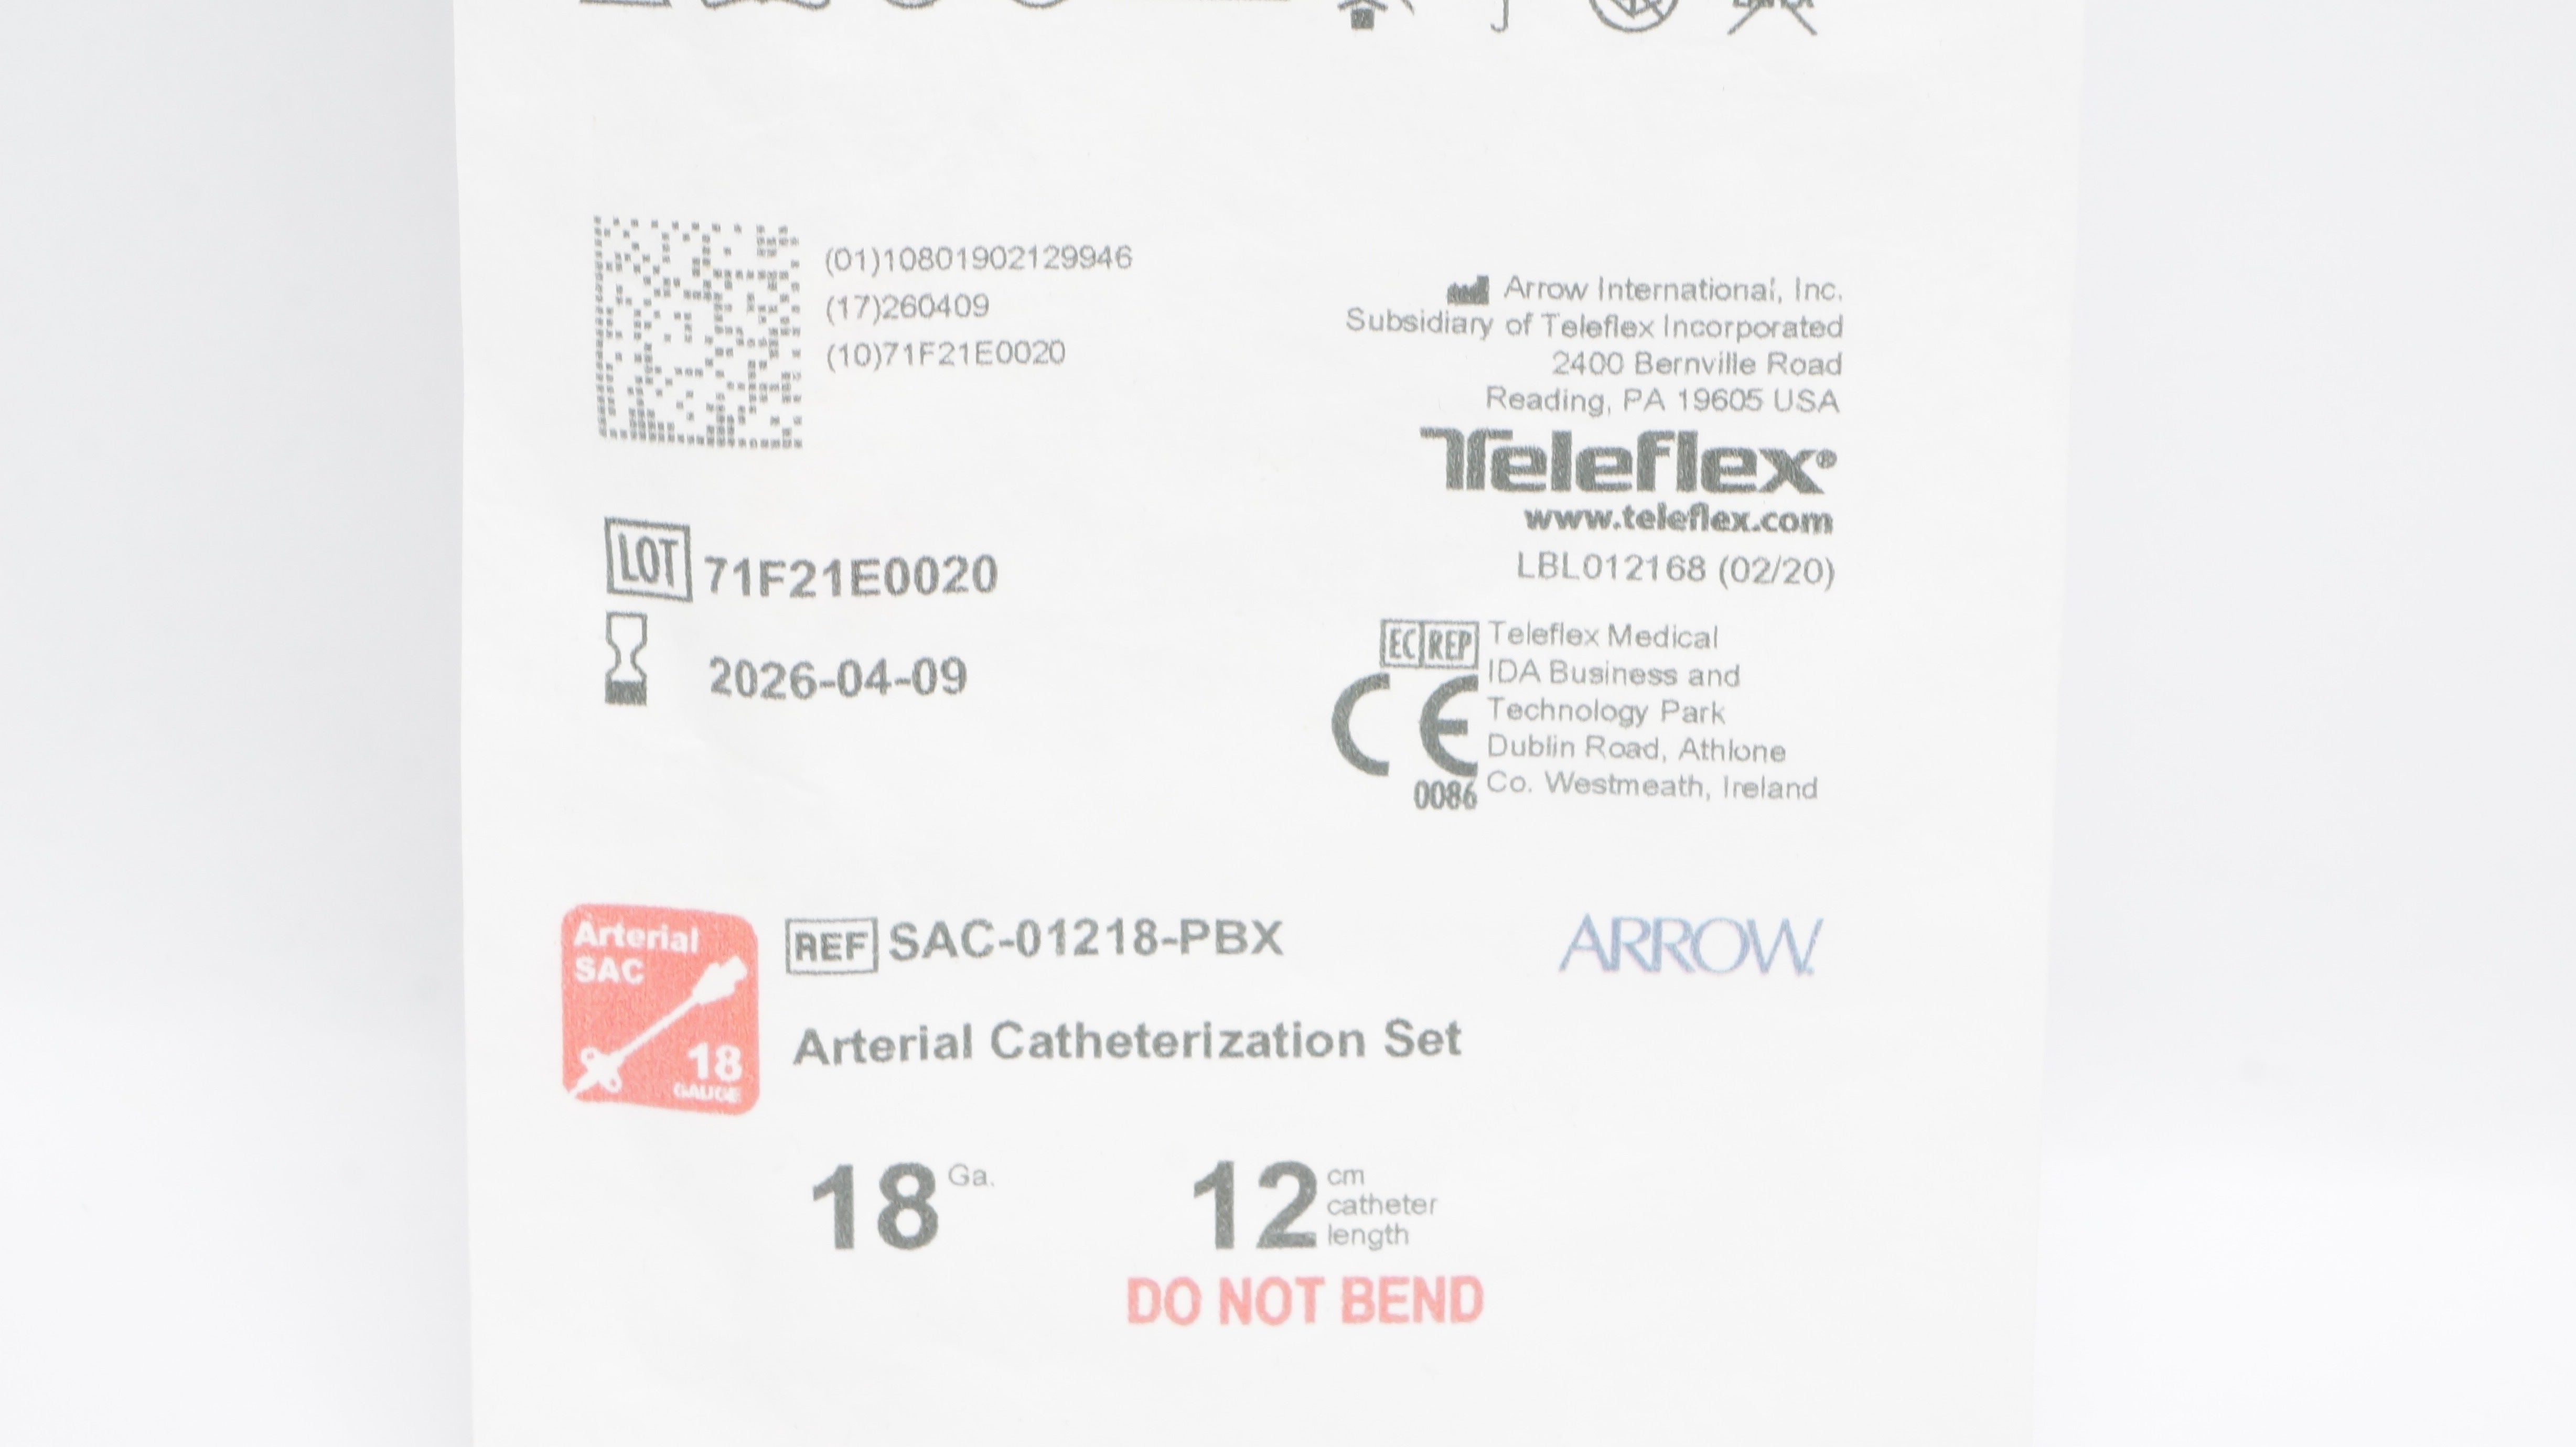 (01)10801902129946
(17)260409
(10)71F21E0020
Arrow International, Inc.
Subsidiary of Teleflex Incorporated
2400 Bernville Road
Reading, PA 19605 USA
Teleflex®
www.teleflex.com
LBL012168 (02/20)
LOT 71F21E0020
2026-04-09
EC REP Teleflex Medical
IDA Business and
Technology Park
Dublin Road, Athlone
Co. Westmeath, Ireland
CE
0086
Arterial
SAC
18
GAUGE
REF SAC-01218-PBX
ARROW
Arterial Catheterization Set
18 Ga.
12 cm
catheter
length
DO NOT BEND